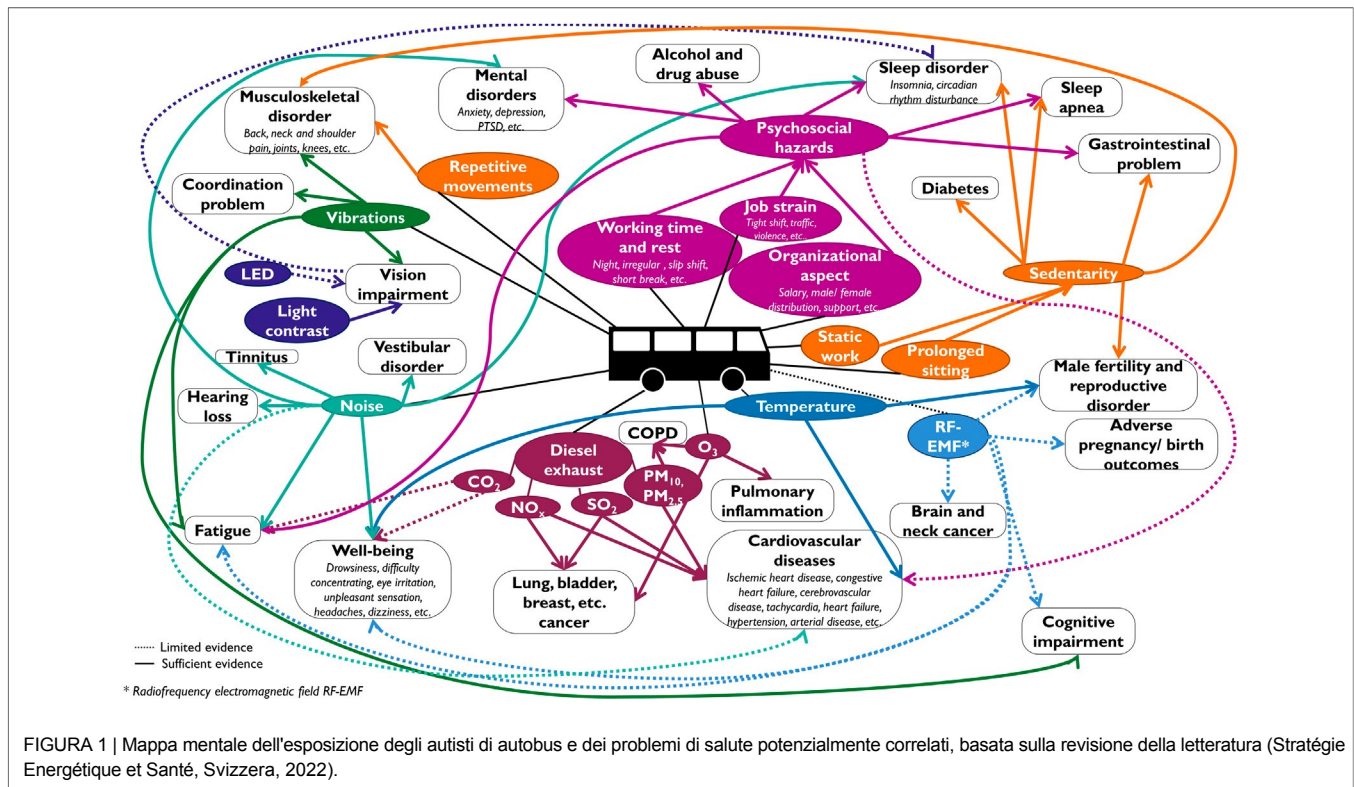 Alcohol and
drug abuse
Mental
disorders
Anxiety, depression,
PTSD, etc.
Sleep disorder
Insomnia, circadian
rhythm disturbance
Sleep
apnea
Musculoskeletal
disorder
Back, neck and shoulder
pain, joints, knees, etc.
Psychosocial
hazards
Gastrointestinal
problem
Repetitive
movements
Coordination
problem
Diabetes
Vibrations
Job strain
Tight shift, traffic,
violence, etc.
Working time
and rest
Night, irregular , slip shift,
short break, etc.
Organizational
aspect
Salary, male/ female
distribution, support, etc
LED
Vision
impairment
Sedentarity
Light
contrast
Static
work
Prolonged
sitting
Tinnitus
Vestibular
disorder
Male fertility and
reproductive
disorder
Hearing
loss
Noise
Temperature
RF-
EMF*
Adverse
pregnancy/ birth
outcomes
COPD
O3
Diesel
exhaust
CO2
PM10,
PM2.5
NOx
SO2
Pulmonary
inflammation
Brain and
neck cancer
Fatigue
Well-being
Drowsiness, difficulty
concentrating, eye irritation,
unpleasant sensation,
headaches, dizziness, etc.
Lung, bladder,
breast, etc.
cancer
Cardiovascular
diseases
Ischemic heart disease, congestive
heart failure, cerebrovascular
disease, tachycardia, heart failure,
hypertension, arterial disease, etc.
Cognitive
impairment
Limited evidence
Sufficient evidence
* Radiofrequency electromagnetic field RF-EMF
FIGURA 1 | Mappa mentale dell'esposizione degli autisti di autobus e dei problemi di salute potenzialmente correlati, basata sulla revisione della letteratura (Stratégie
Energétique et Santé, Svizzera, 2022).